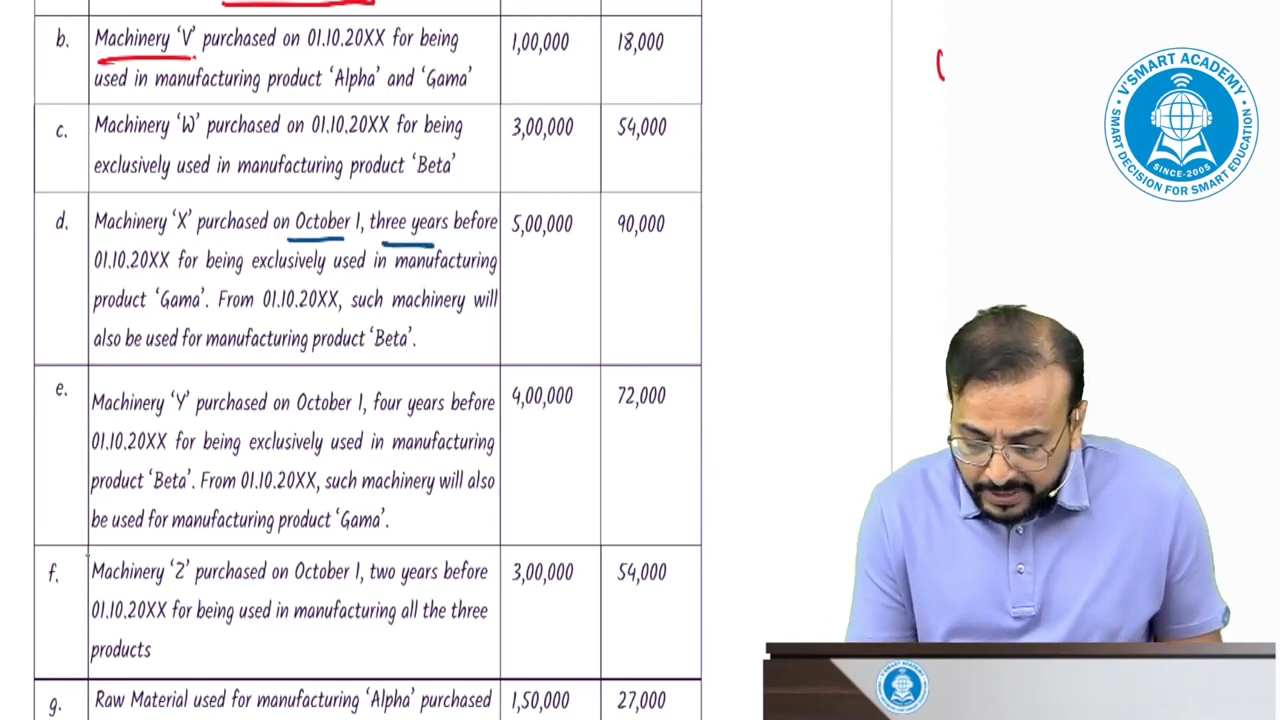 b. Machinery 'V' purchased on 01.10.20XX for being 1,00,000 18,000
used in manufacturing product 'Alpha' and 'Gama'
c. Machinery 'W' purchased on 01.10.20XX for being 3,00,000 54,000
exclusively used in manufacturing product 'Beta'
d. Machinery 'X' purchased on October 1, three years before 5,00,000 90,000
01.10.20XX for being exclusively used in manufacturing
product 'Gama'. From 01.10.20XX, such machinery will
also be used for manufacturing product 'Beta'.
e. Machinery 'Y' purchased on October 1, four years before 4,00,000 72,000
01.10.20XX for being exclusively used in manufacturing
product 'Beta'. From 01.10.20XX, such machinery will also
be used for manufacturing product 'Gama'.
f. Machinery 'Z' purchased on October 1, two years before 3,00,000 54,000
01.10.20XX for being used in manufacturing all the three
products
g. Raw Material used for manufacturing 'Alpha' purchased 1,50,000 27,000
V'SMART ACADEMY
SINCE-2005
SMART DECISION FOR SMART EDUCATION